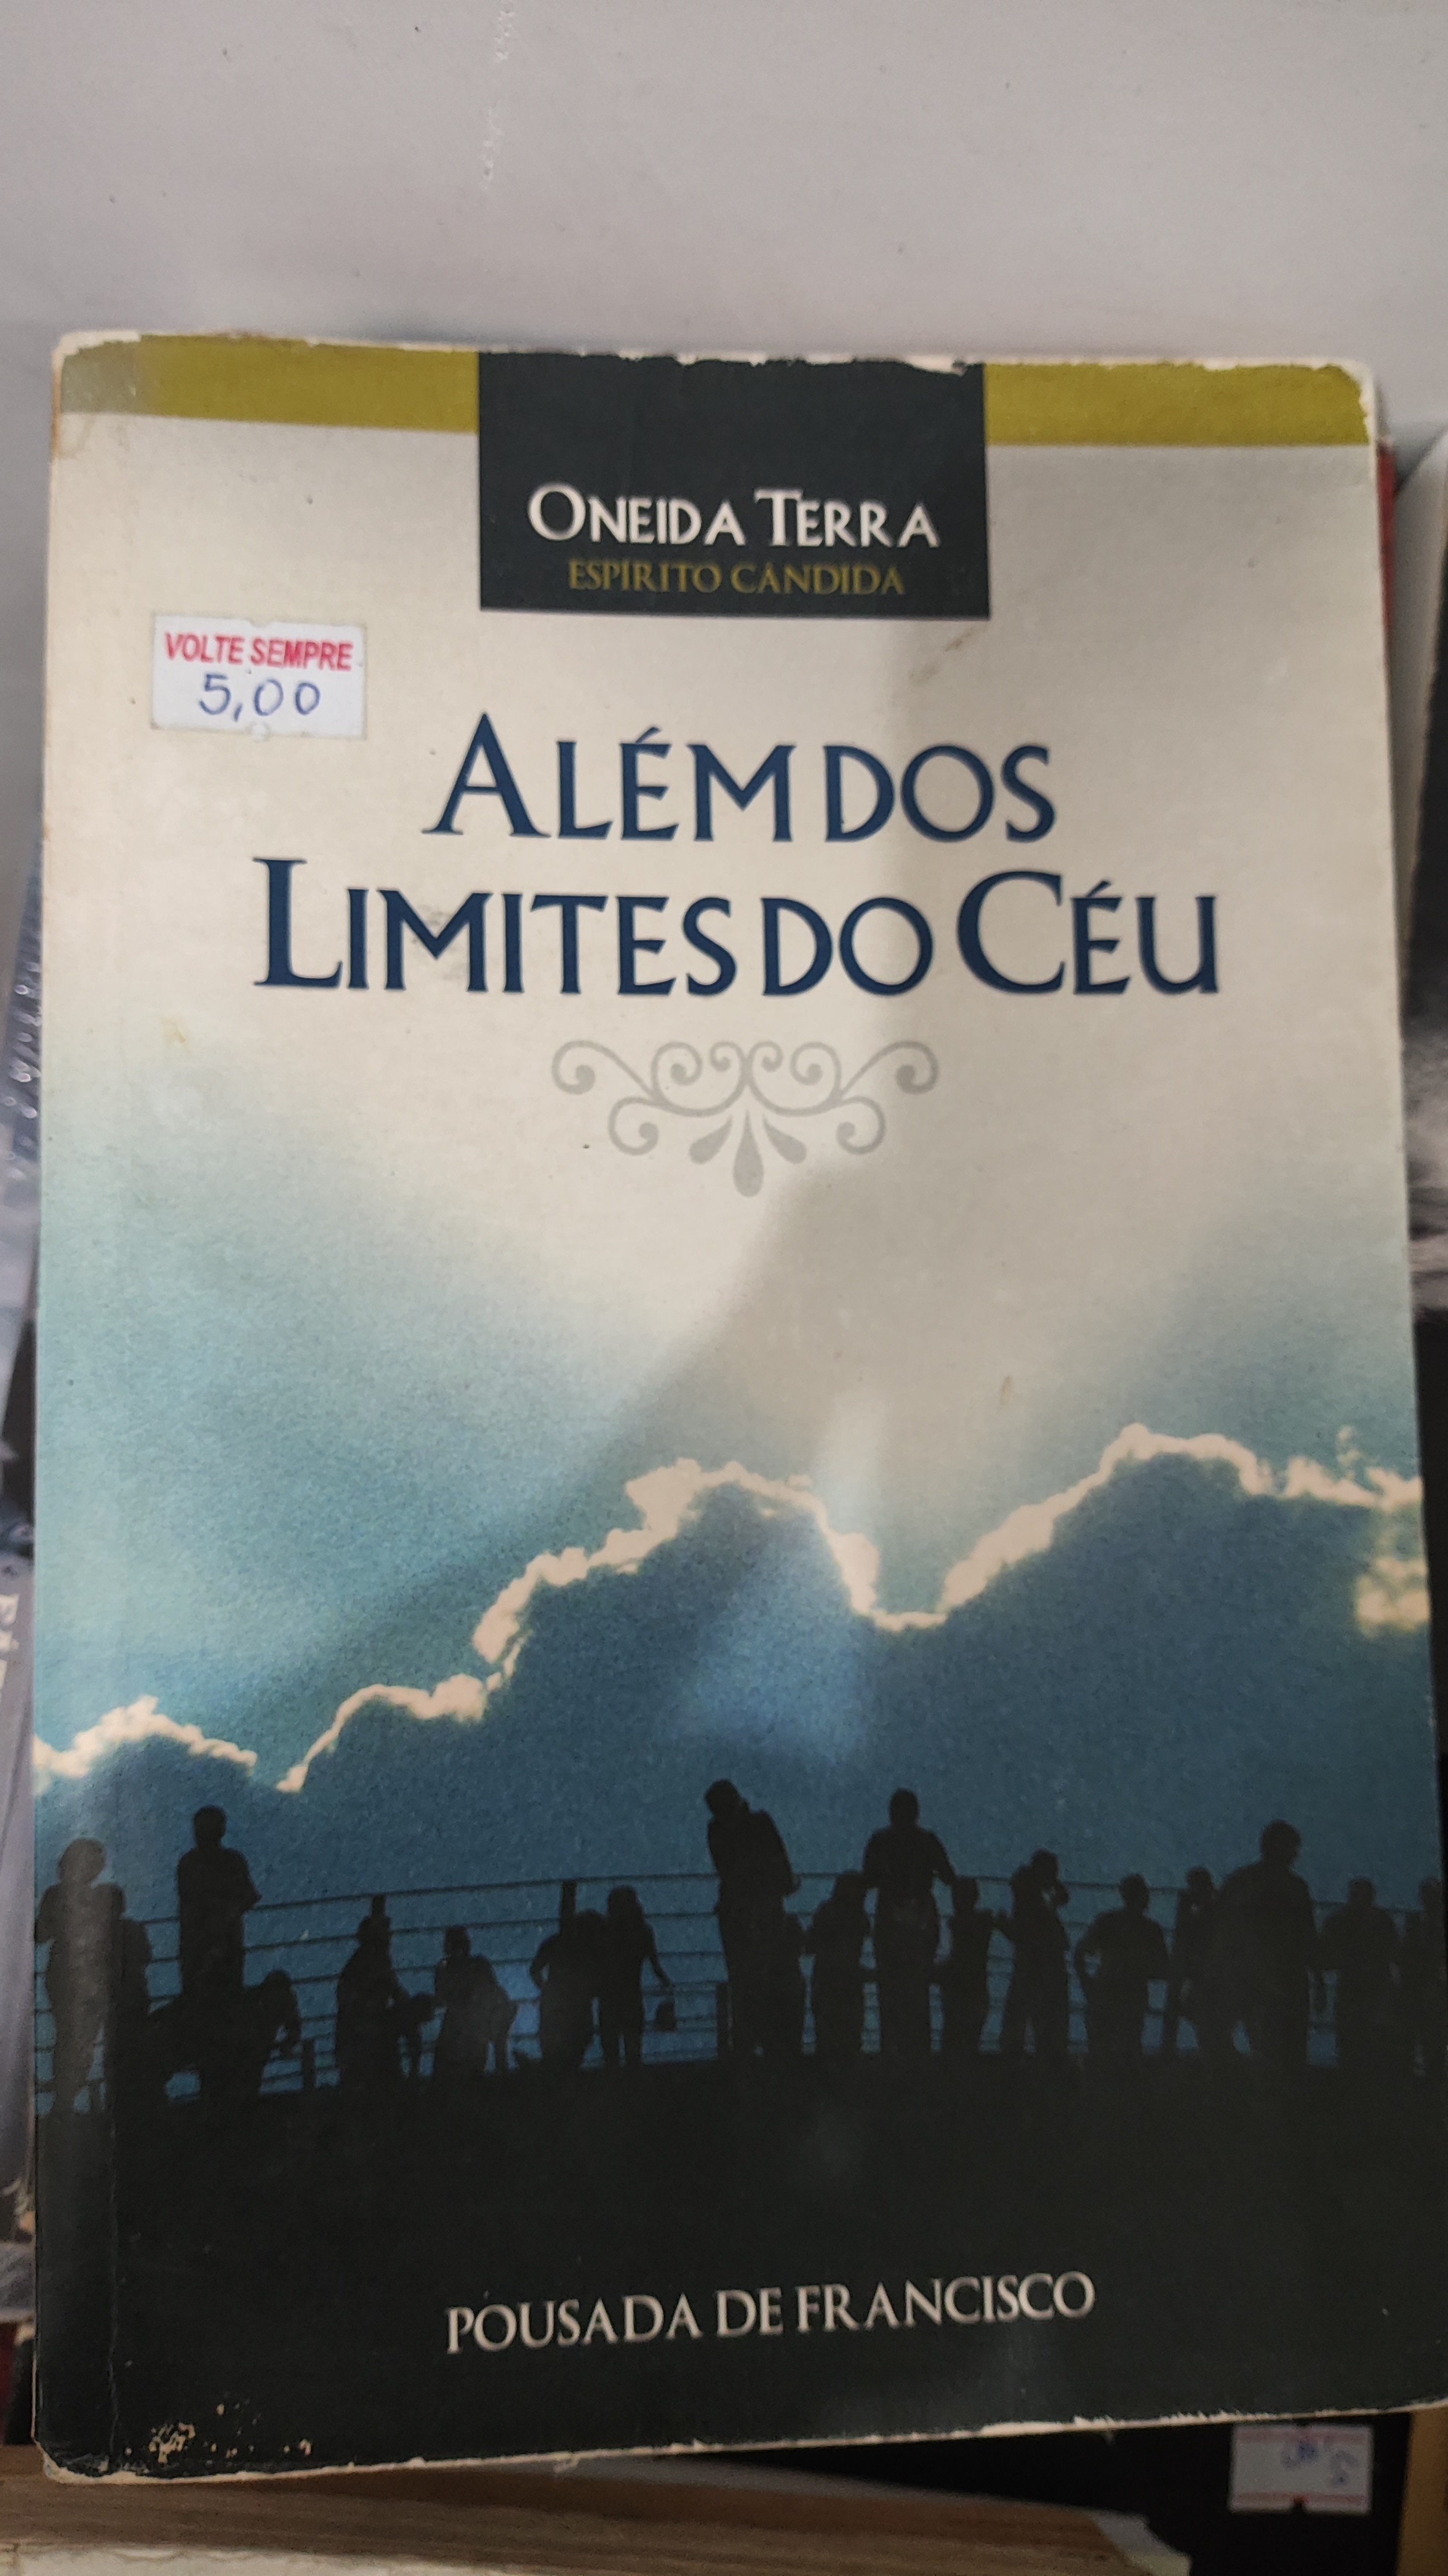 ONEIDA TERRA
ESPÍRITO CÂNDIDA
VOLTE SEMPRE
5,00
ALÉM DOS
LIMITES DO CÉU
POUSADA DE FRANCISCO